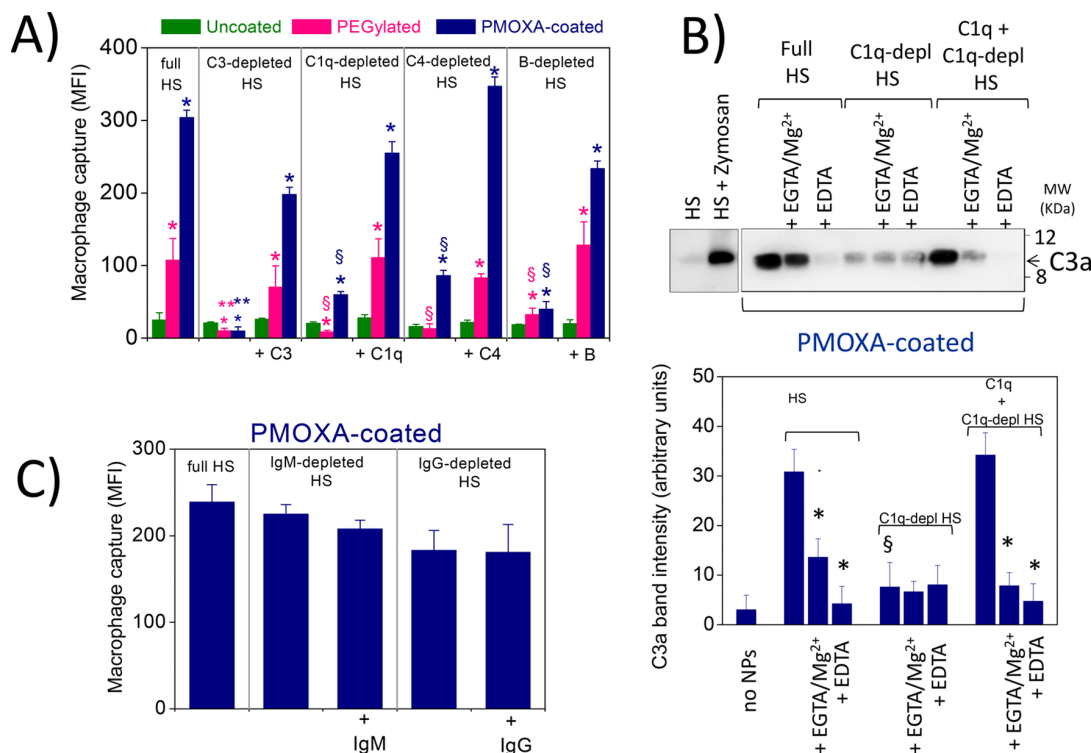 A)
Uncoated PEGylated PMOXA-coated
Macrophage capture (MFI)
400
300
200
100
0
full HS
C3-depleted HS
C1q-depleted HS
C4-depleted HS
B-depleted HS
*
*
**
*
**
*
*
*
§
*
§
*
*
*
§
§
*
*
*
§
*
§
*
*
*
+ C3
+ C1q
+ C4
+ B
B)
Full HS
C1q-depl HS
C1q + C1q-depl HS
HS
HS + Zymosan
+ EGTA/Mg²⁺
+ EDTA
+ EGTA/Mg²⁺
+ EDTA
+ EGTA/Mg²⁺
+ EDTA
MW
(KDa)
12
C3a
8
PMOXA-coated
C3a band intensity (arbitrary units)
50
40
30
20
10
0
HS
*
*
C1q-depl HS
§
C1q
+
C1q-depl HS
*
*
no NPs
+ EGTA/Mg²⁺
+ EDTA
+ EGTA/Mg²⁺
+ EDTA
+ EGTA/Mg²⁺
+ EDTA
C)
PMOXA-coated
Macrophage capture (MFI)
300
200
200
0
full HS
IgM-depleted
HS
IgG-depleted
HS
+
IgM
+
IgG